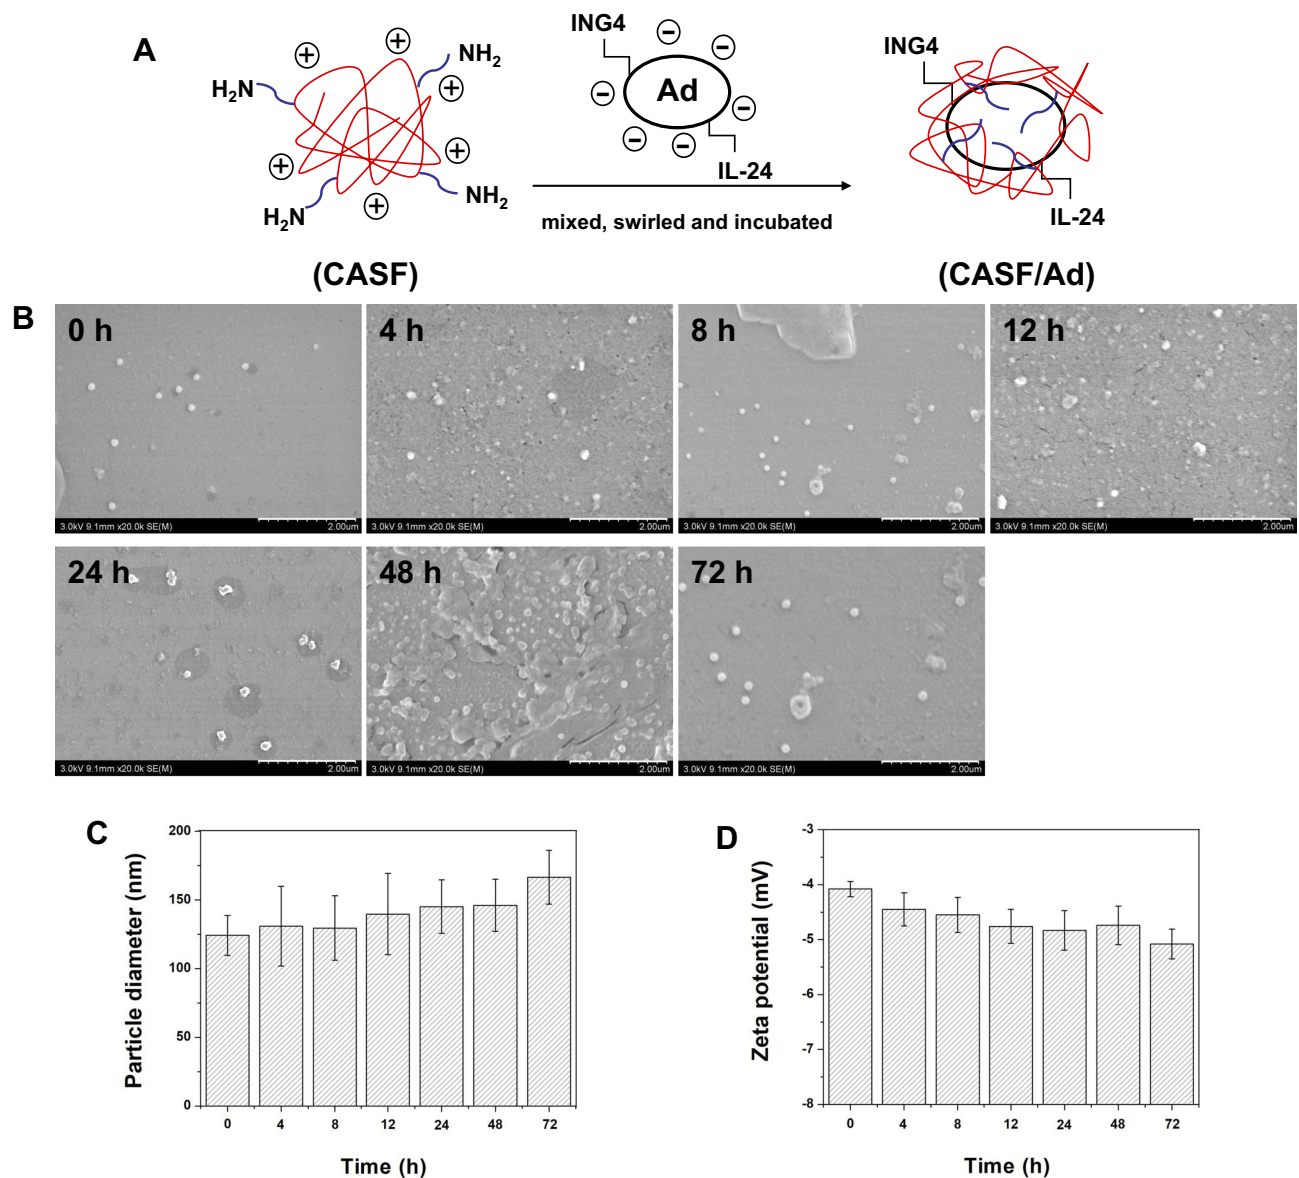 A
H₂N
NH₂
H₂N
NH₂
(CASF)
ING4
Ad
IL-24
mixed, swirled and incubated
ING4
IL-24
(CASF/Ad)
B
0 h
3.0kV 9.1mm x20.0k SE(M) 2.00um
4 h
3.0kV 9.1mm x20.0k SE(M) 2.00um
8 h
3.0kV 9.1mm x20.0k SE(M) 2.00um
12 h
3.0kV 9.1mm x20.0k SE(M) 2.00um
24 h
3.0kV 9.1mm x20.0k SE(M) 2.00um
48 h
3.0kV 9.1mm x20.0k SE(M) 2.00um
72 h
3.0kV 9.1mm x20.0k SE(M) 2.00um
C
Particle diameter (nm)
200
150
100
50
0
0 4 8 12 24 48 72
Time (h)
D
Zeta potential (mV)
-3
-4
-5
-6
-7
-8
0 4 8 12 24 48 72
Time (h)